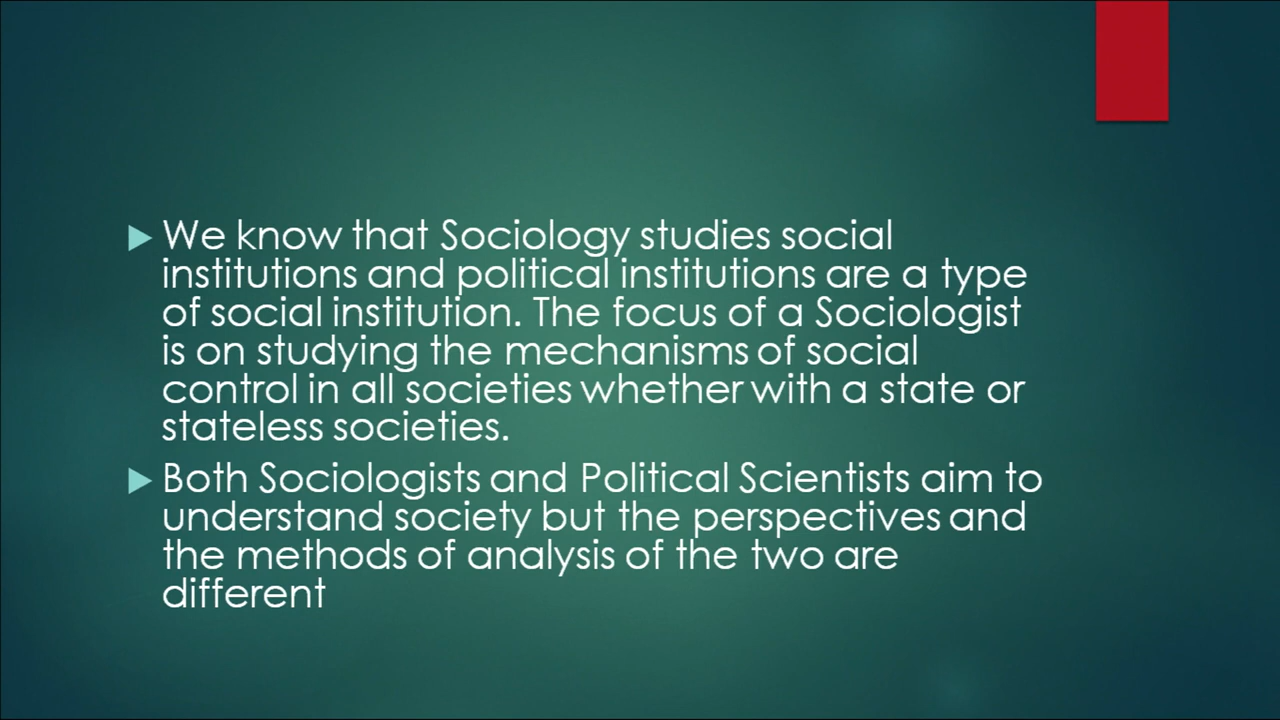 We know that Sociology studies social
institutions and political institutions are a type
of social institution. The focus of a Sociologist
is on studying the mechanisms of social
control in all societies whether with a state or
stateless societies.
Both Sociologists and Political Scientists aim to
understand society but the perspectives and
the methods of analysis of the two are
different